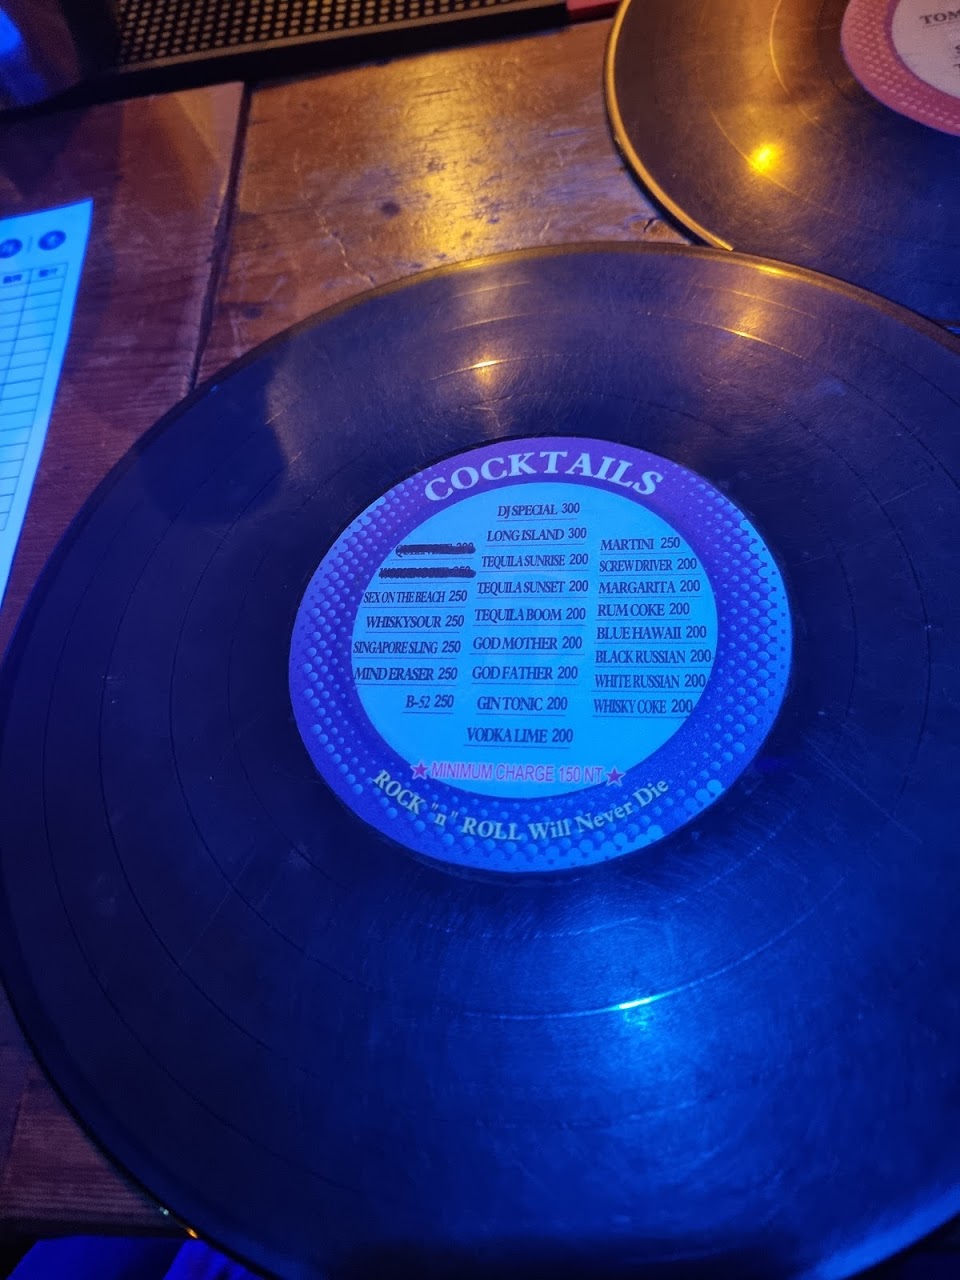 COCKTAILS
DJ SPECIAL 300
LONG ISLAND 300
TEQUILA SUNRISE 200
TEQUILA SUNSET 200
TEQUILA BOOM 200
GOD MOTHER 200
GOD FATHER 200
GIN TONIC 200
VODKA LIME 200
SEX ON THE BEACH 250
WHISKYSOUR 250
SINGAPORE SLING 250
MIND ERASER 250
B-52 250
MARTINI 250
SCREW DRIVER 200
MARGARITA 200
RUM COKE 200
BLUE HAWAII 200
BLACK RUSSIAN 200
WHITE RUSSIAN 200
WHISKY COKE 200
★MINIMUM CHARGE 150 NT★
ROCK "n" ROLL Will Never Die